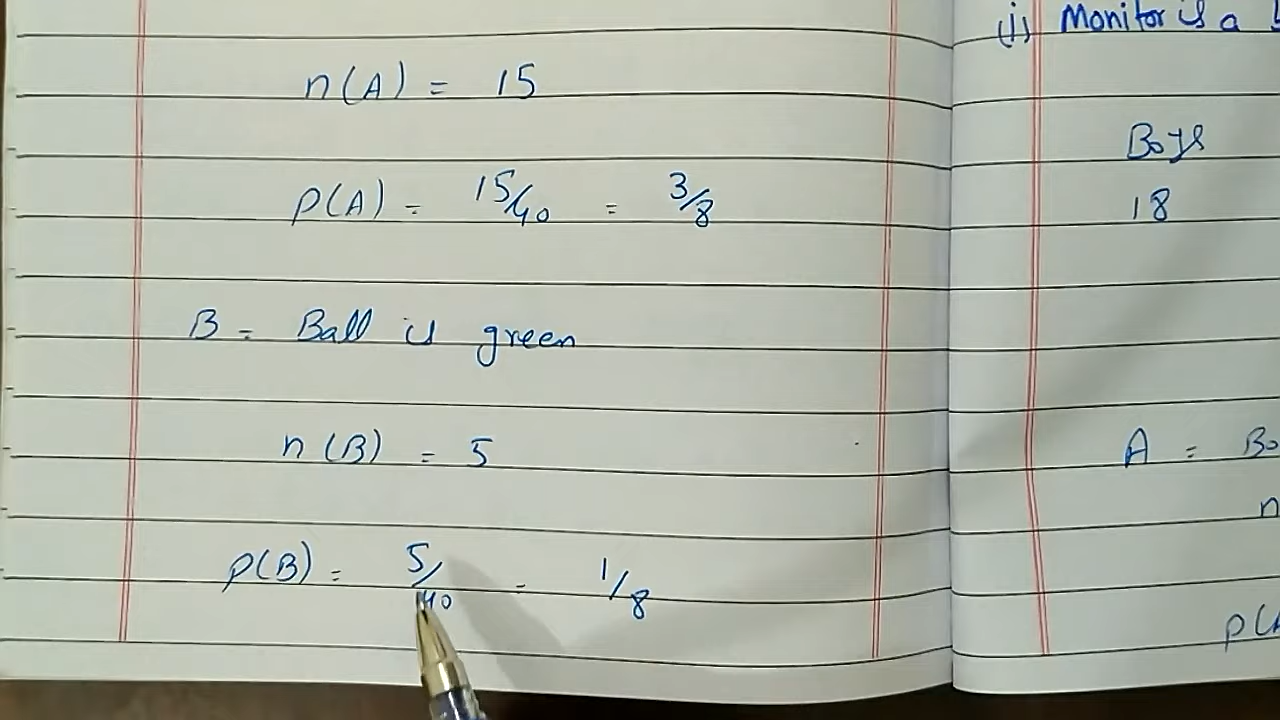 n(A) = 15
P(A) = 15/40 = 3/8
B = Ball is green
n(B) = 5
P(B) = 5/40 = 1/8
(i) Monitor is a
Boys
18
A = Bo
n
P(A